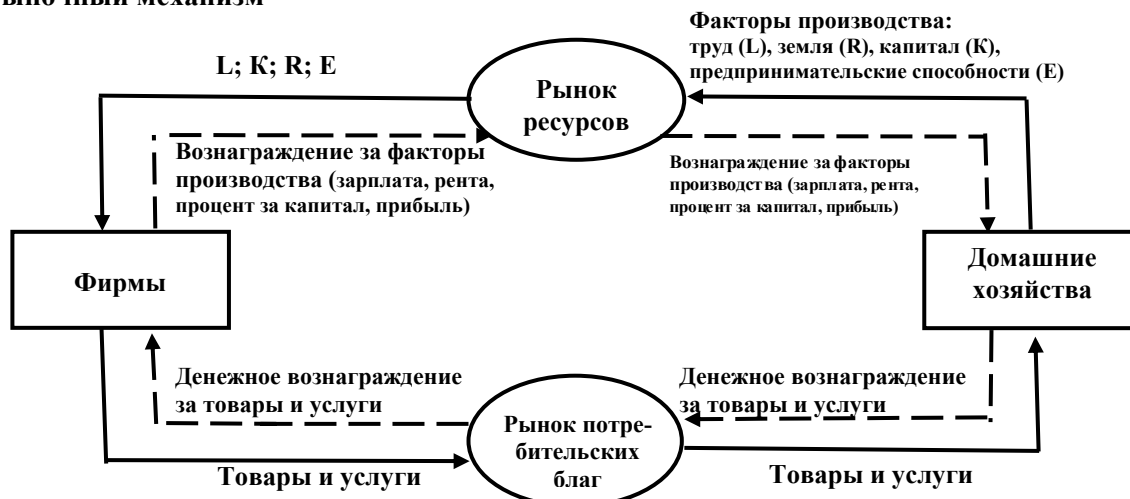 ыночный механизм
Факторы производства:
труд (L), земля (R), капитал (К),
предпринимательские способности (Е)
L; К; R; Е
Рынок
ресурсов
Вознаграждение за факторы
производства (зарплата, рента,
процент за капитал, прибыль)
Вознаграждение за факторы
производства (зарплата, рента,
процент за капитал, прибыль)
Фирмы
Домашние
хозяйства
Денежное вознаграждение
за товары и услуги
Денежное вознаграждение
за товары и услуги
Рынок потре-
бительских
благ
Товары и услуги
Товары и услуги